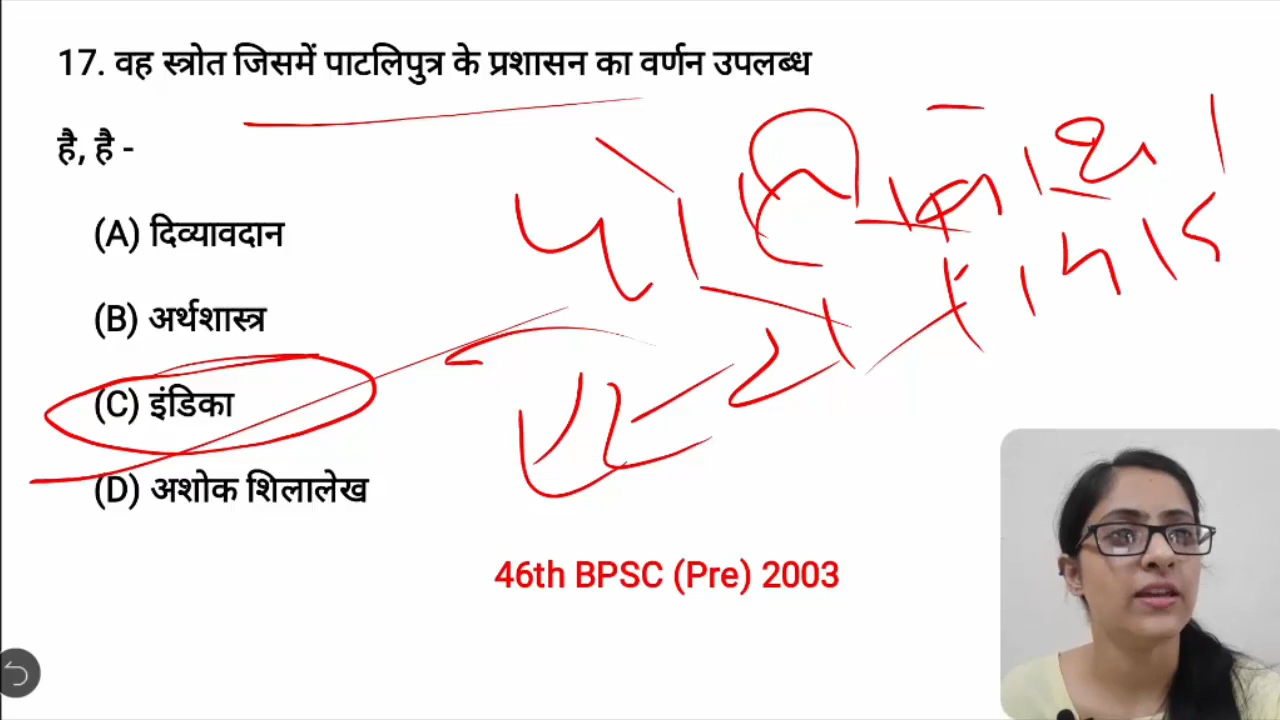 17. वह स्त्रोत जिसमें पाटलिपुत्र के प्रशासन का वर्णन उपलब्ध
है, है -
(A) दिव्यावदान
(B) अर्थशास्त्र
(C) इंडिका
(D) अशोक शिलालेख
46th BPSC (Pre) 2003